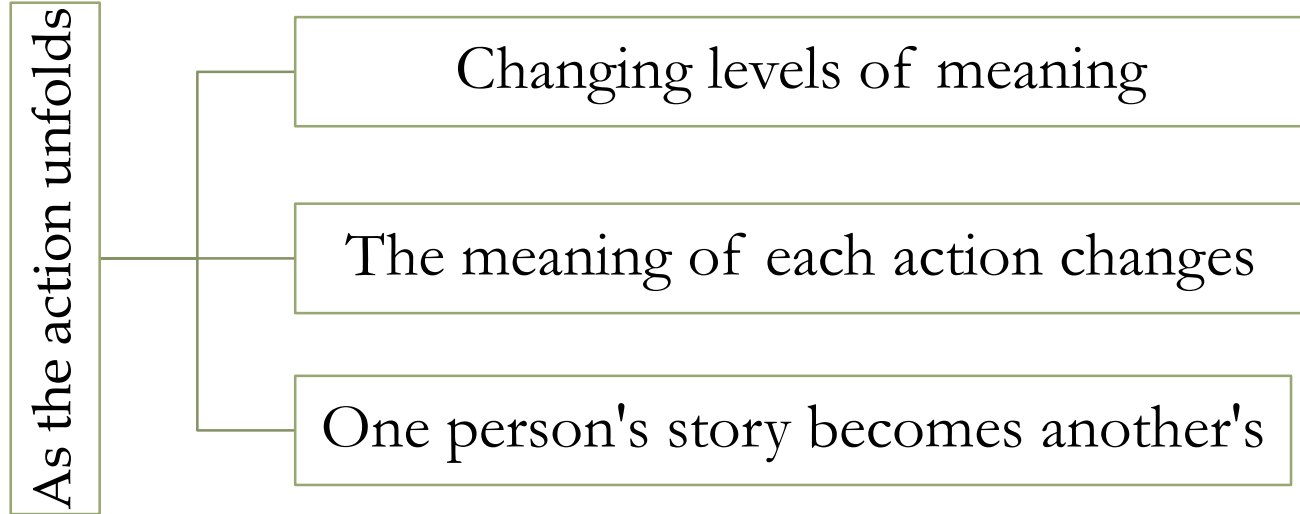 As the action unfolds
Changing levels of meaning
The meaning of each action changes
One person's story becomes another's